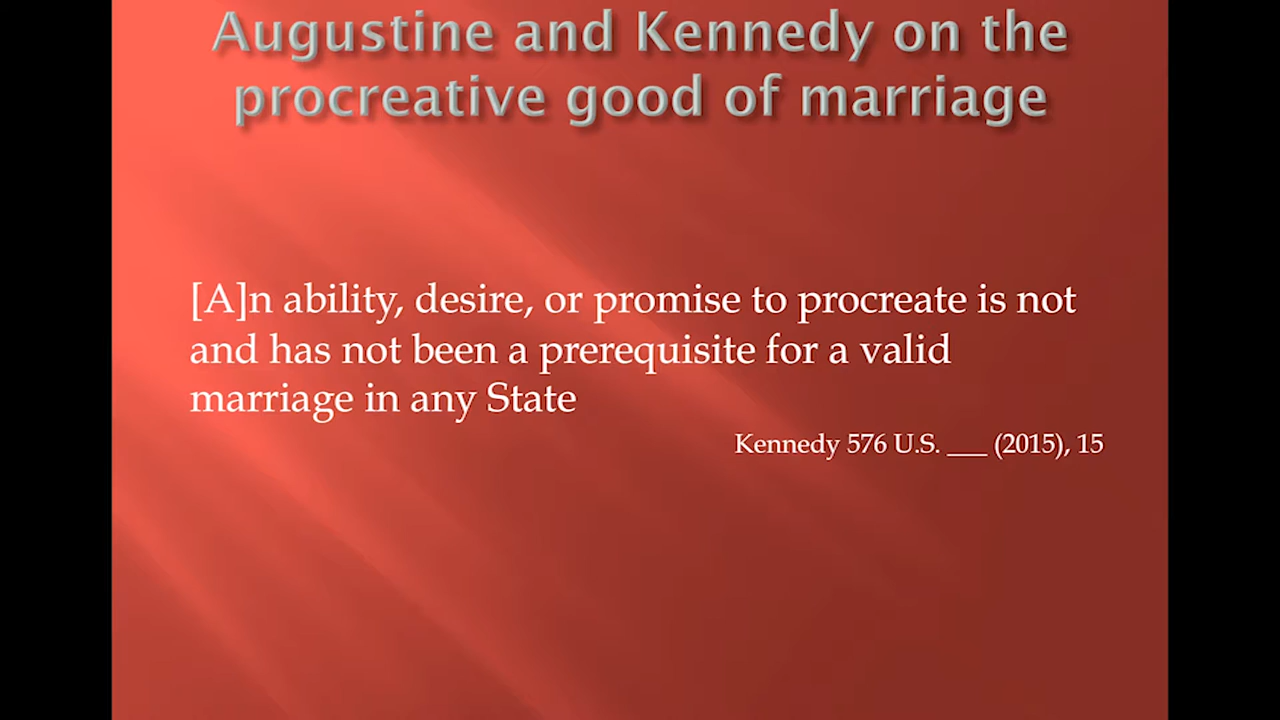 Augustine and Kennedy on the
procreative good of marriage
[A]n ability, desire, or promise to procreate is not
and has not been a prerequisite for a valid
marriage in any State
Kennedy 576 U.S. ___ (2015), 15